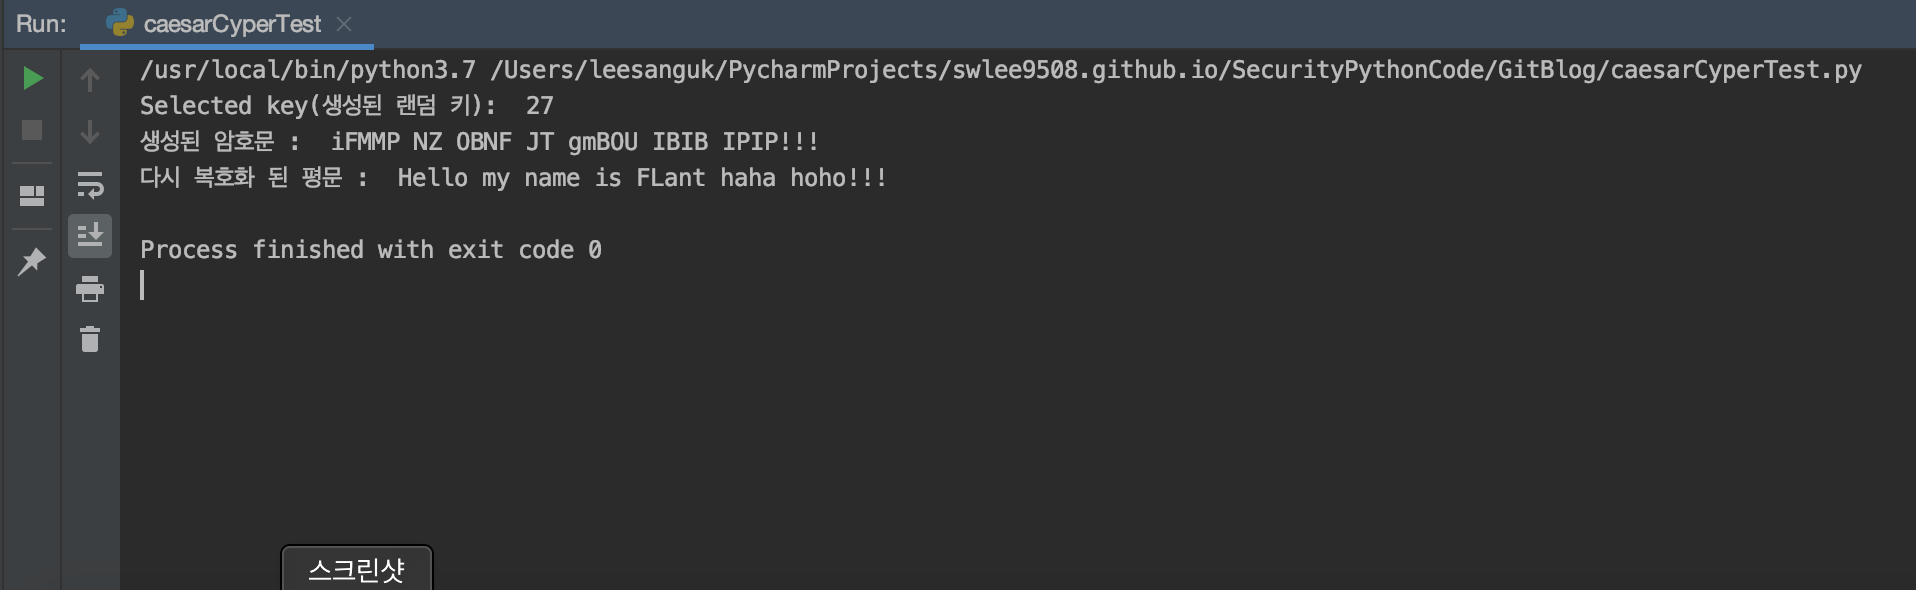 Run: caesarCyperTest
/usr/local/bin/python3.7 /Users/leesanguk/PycharmProjects/swlee9508.github.io/SecurityPythonCode/GitBlog/caesarCyperTest.py
Selected key(생성된 랜덤 키):  27
생성된 암호문 :  iFMMP NZ OBNF JT gmBOU IBIB IPIP!!!
다시 복호화 된 평문 :  Hello my name is FLant haha hoho!!!
Process finished with exit code 0
스크린샷